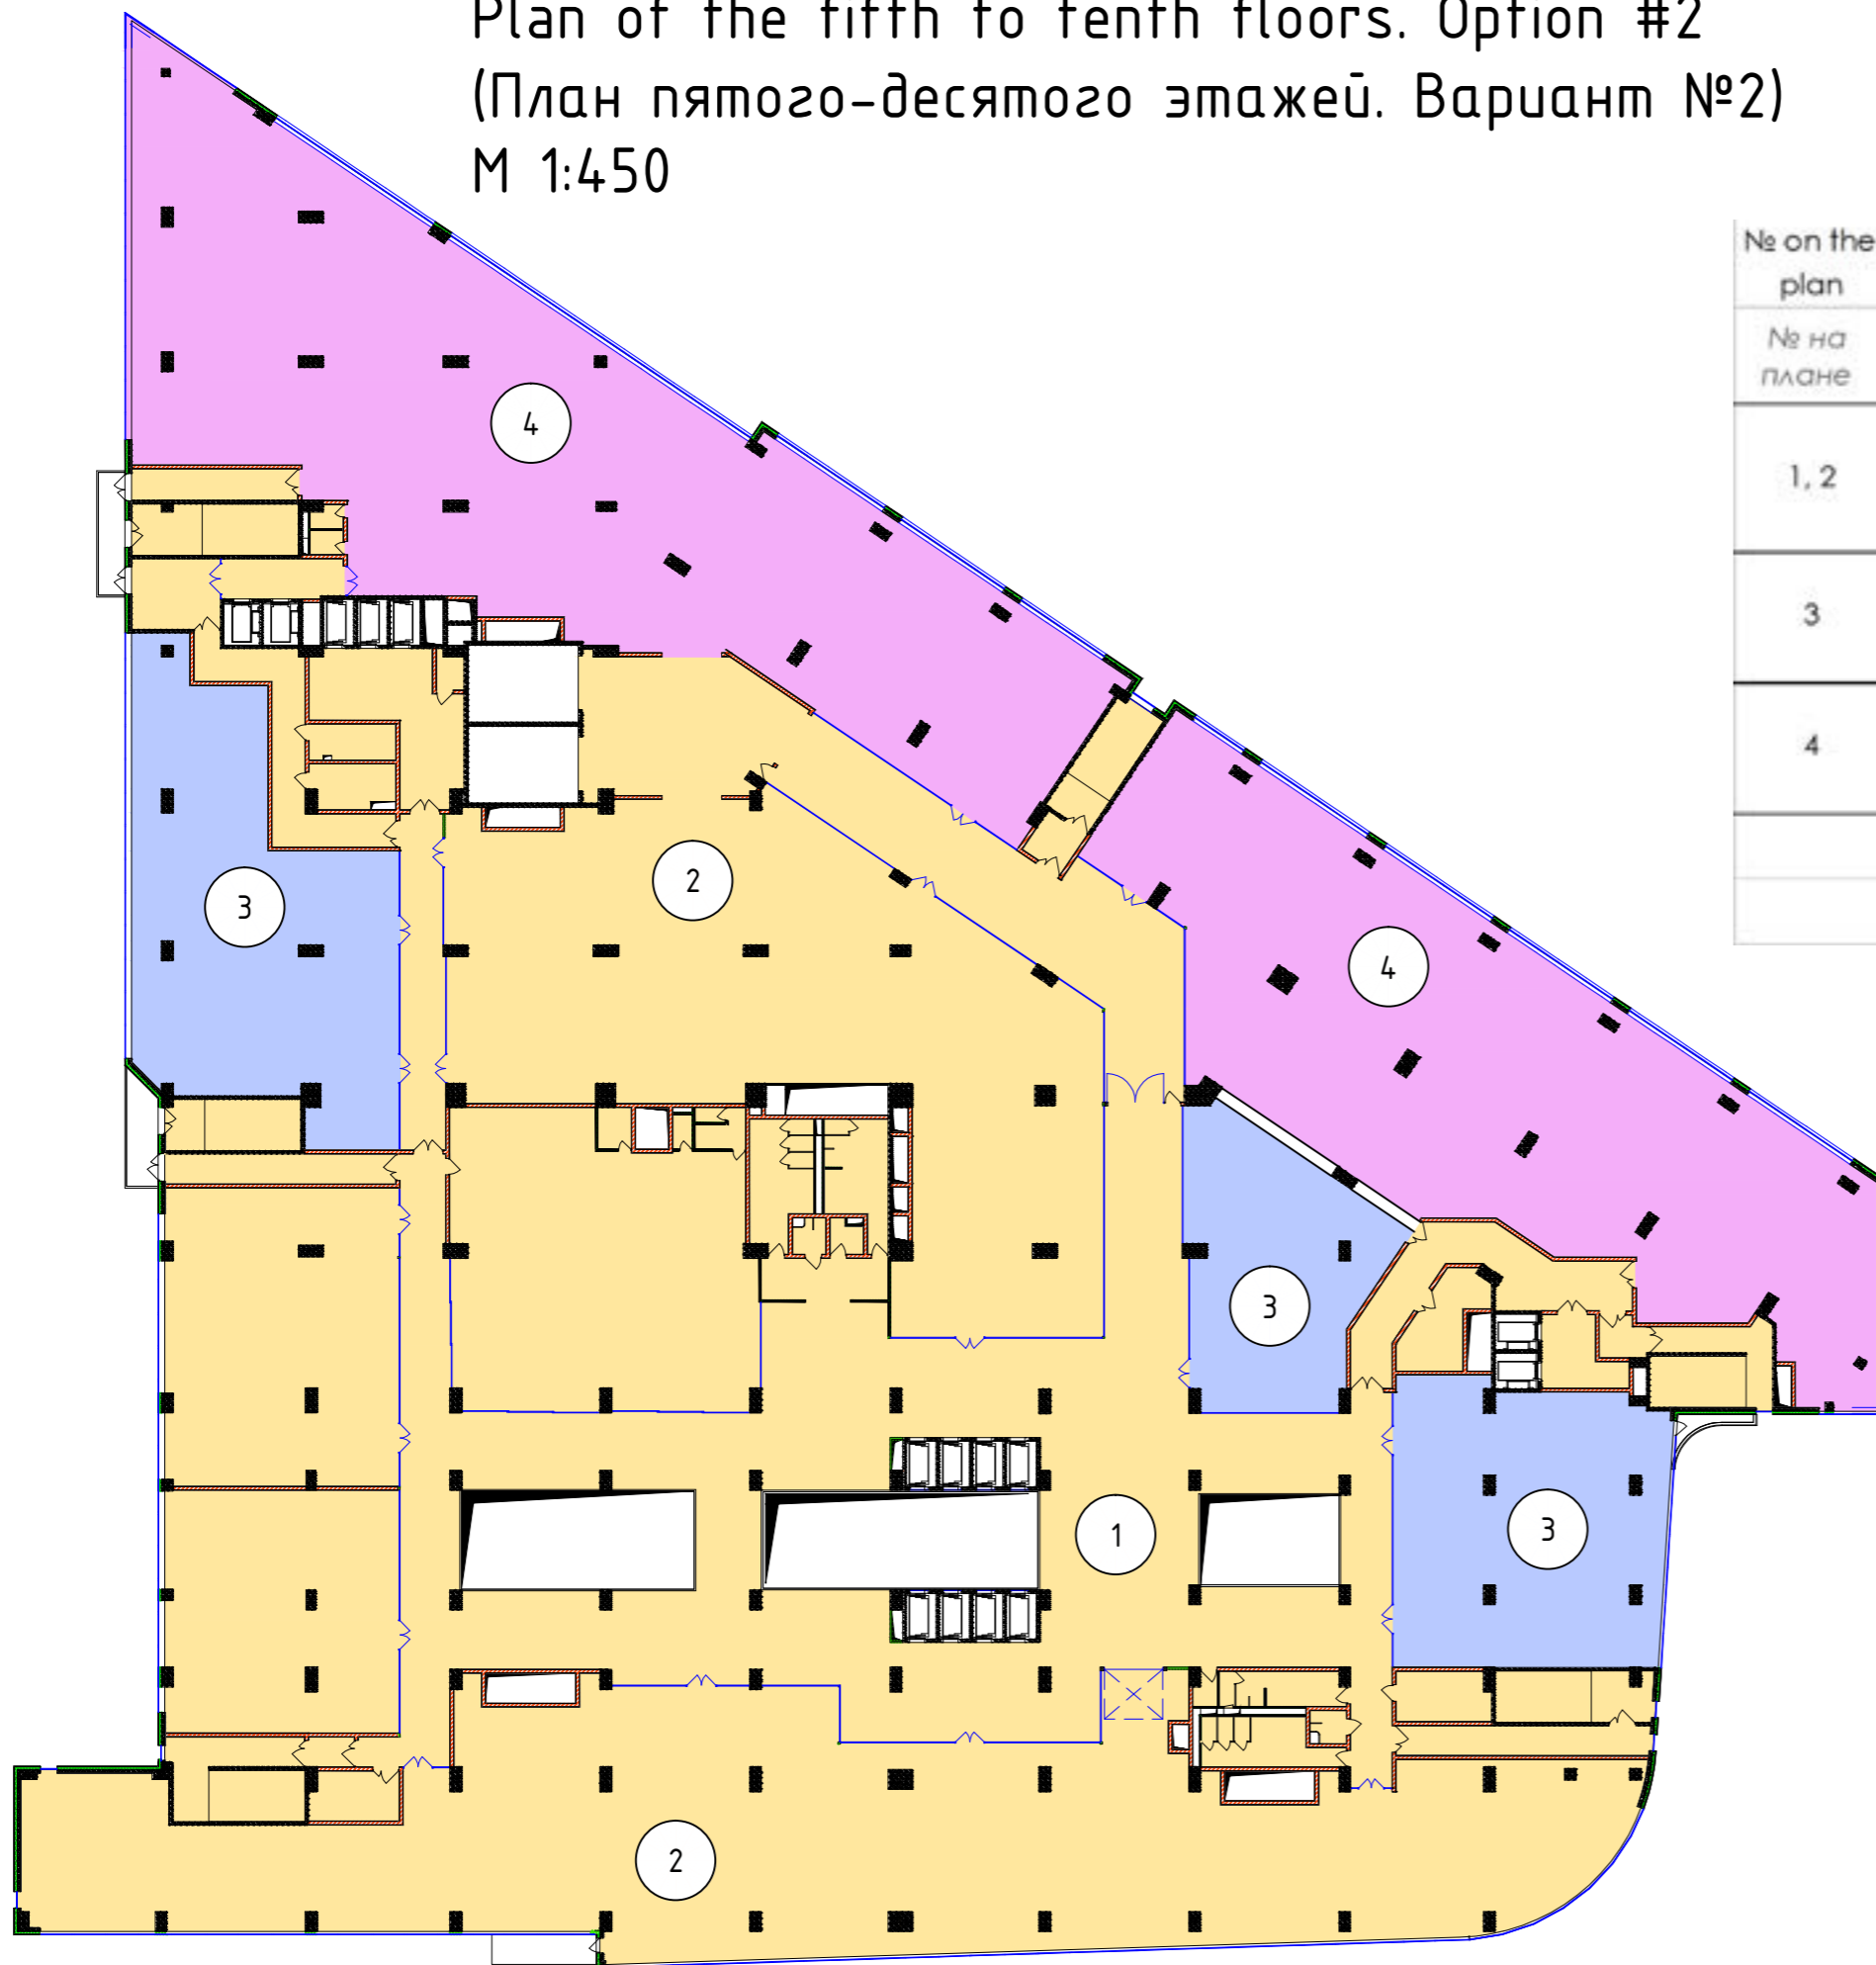 Plan of the fifth to tenth floors. Option #2
(План пятого-десятого этажей. Вариант №2)
М 1:450
№ on the
plan
№ на
плане
1, 2
3
4
4
4
3
2
3
3
1
2